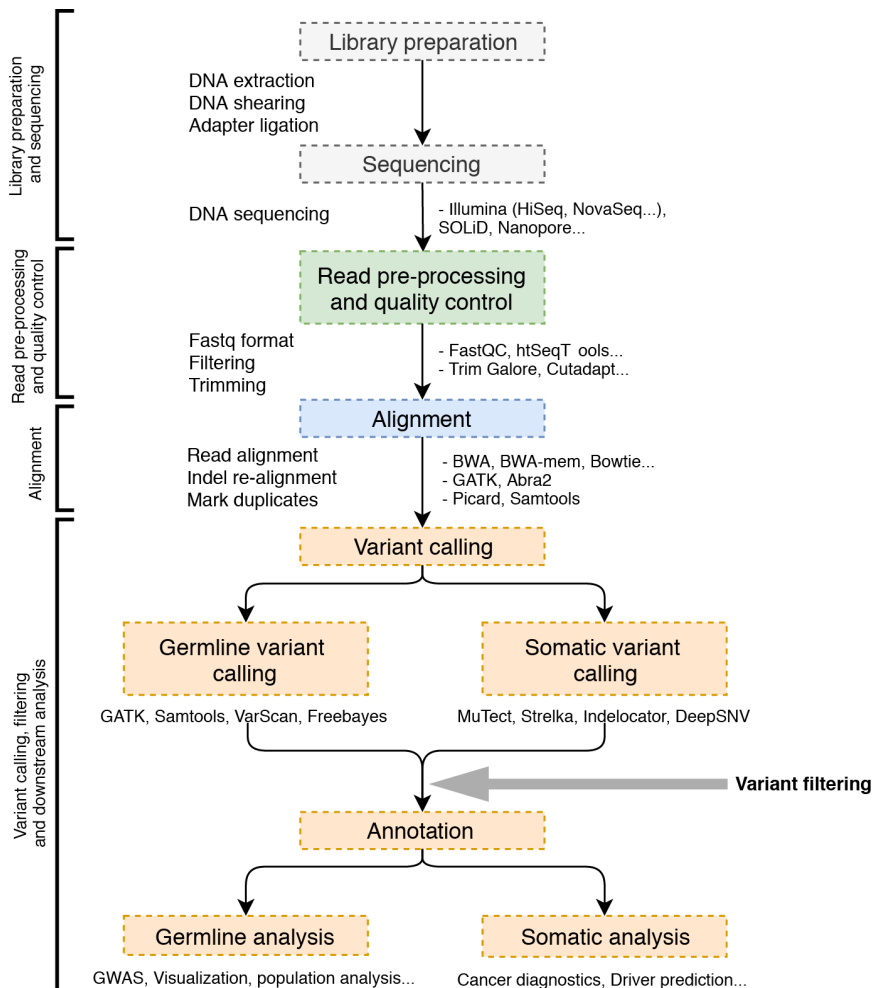 Library preparation
and sequencing
Library preparation
DNA extraction
DNA shearing
Adapter ligation
Sequencing
DNA sequencing
- Illumina (HiSeq, NovaSeq...),
SOLiD, Nanopore...
Read pre-processing
and quality control
Read pre-processing
and quality control
Fastq format
Filtering
Trimming
- FastQC, htSeqT ools...
- Trim Galore, Cutadapt...
Alignment
Alignment
Read alignment
Indel re-alignment
Mark duplicates
- BWA, BWA-mem, Bowtie...
- GATK, Abra2
- Picard, Samtools
Variant calling, filtering
and downstream analysis
Variant calling
Germline variant
calling
Somatic variant
calling
GATK, Samtools, VarScan, Freebayes
MuTect, Strelka, Indelocator, DeepSNV
Variant filtering
Annotation
Germline analysis
Somatic analysis
GWAS, Visualization, population analysis...
Cancer diagnostics, Driver prediction...